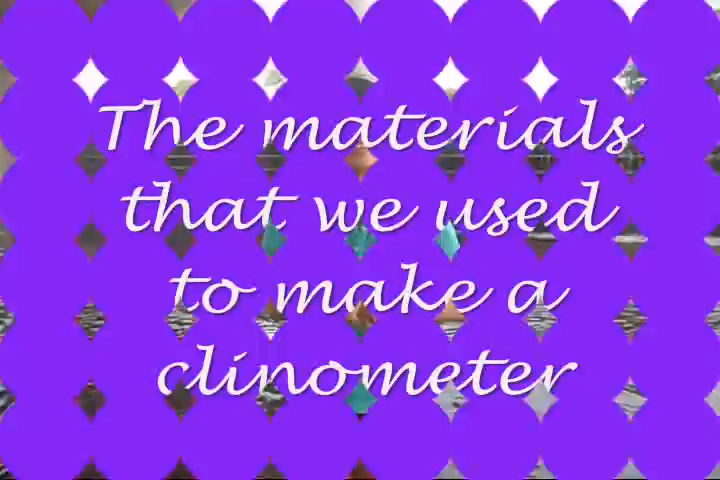 The materials
that we used
to make a
clinometer